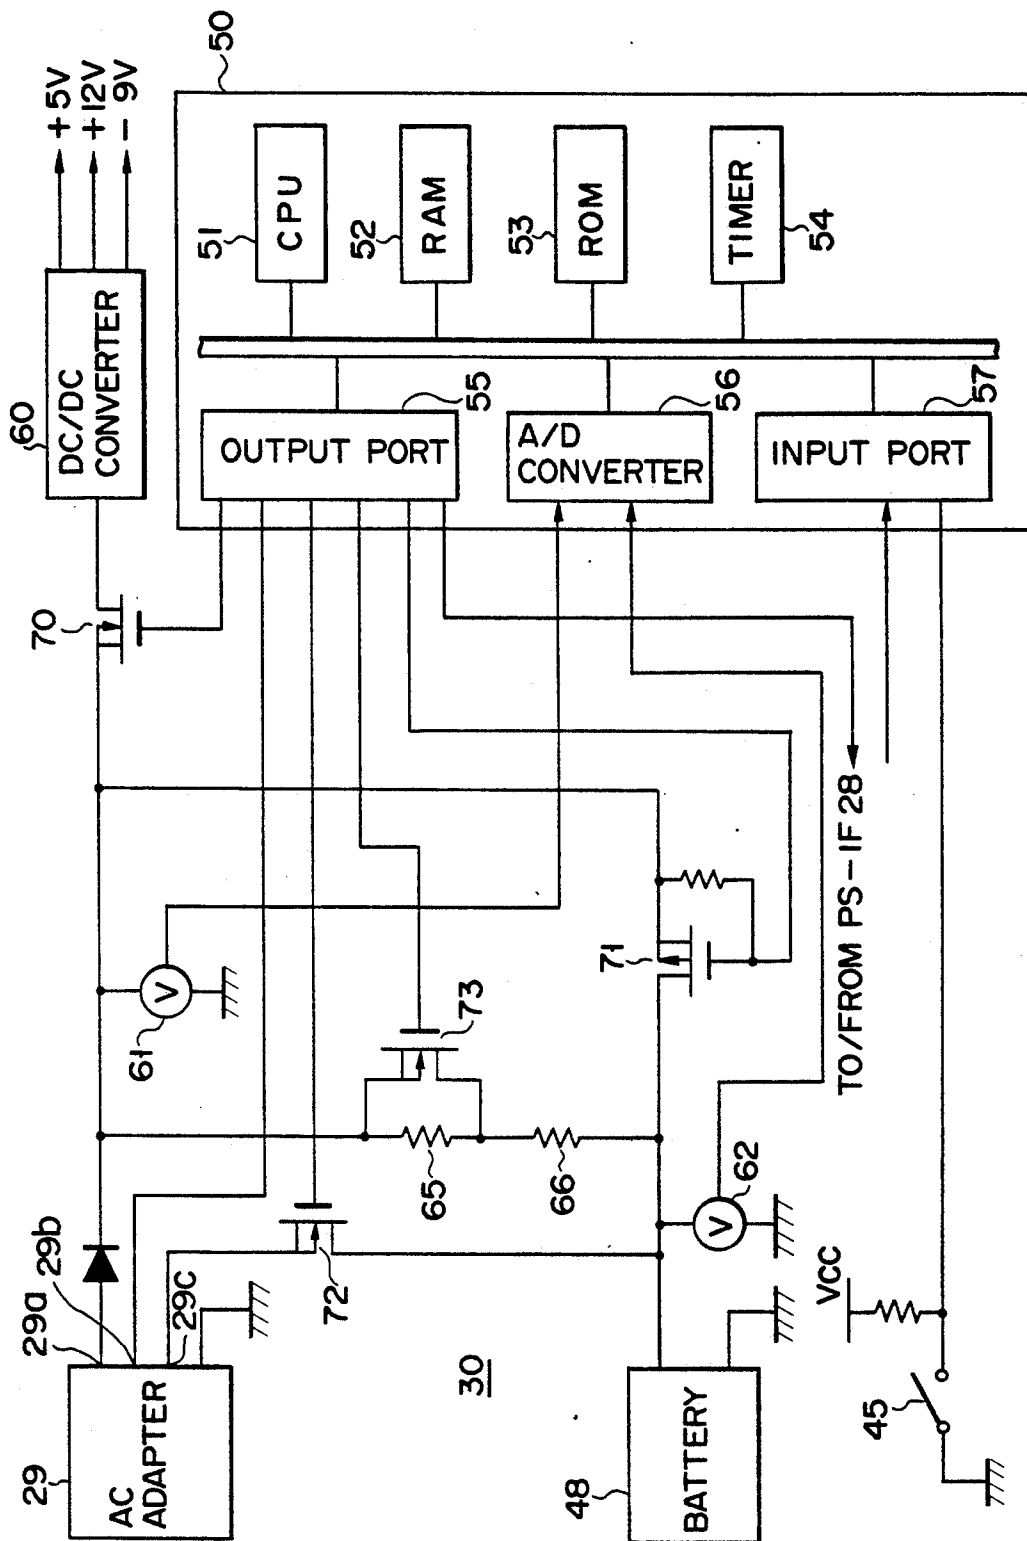 50
+5V
+12V
-9V
60
DC/DC
CONVERTER
51
CPU
52
RAM
53
ROM
TIMER
54
OUTPUT PORT
55
A/D
CONVERTER
56
INPUT PORT
57
70
61
V
73
71
65
66
72
62
V
TO/FROM PS-IF 28
29
AC
ADAPTER
29a
29b
29C
30
48
BATTERY
VCC
45